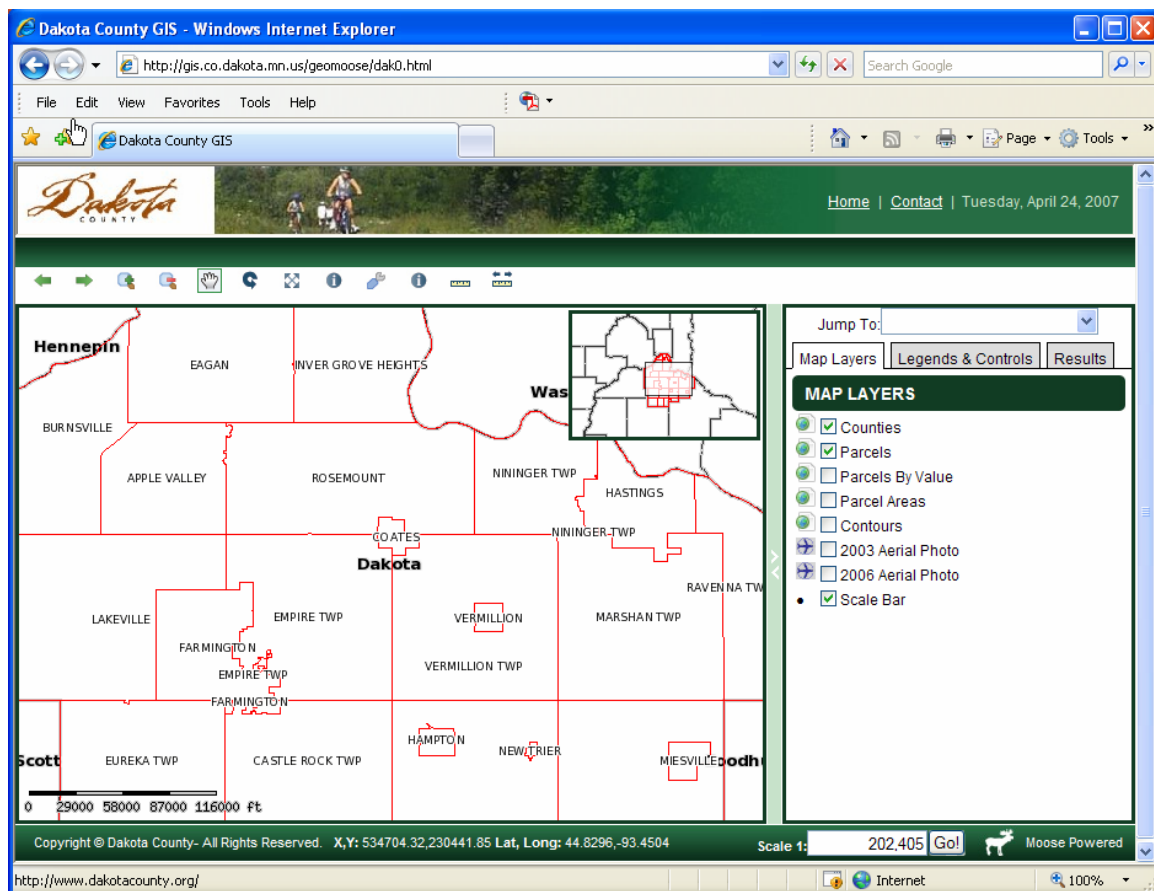 Dakota County GIS - Windows Internet Explorer
http://gis.co.dakota.mn.us/geomoose/dak0.html
Search Google
File Edit View Favorites Tools Help
Dakota County GIS
Page Tools
Dakota
COUNTY
Home | Contact | Tuesday, April 24, 2007
Jump To:
Map Layers Legends & Controls Results
MAP LAYERS
Counties
Parcels
Parcels By Value
Parcel Areas
Contours
2003 Aerial Photo
2006 Aerial Photo
Scale Bar
Hennepin
EAGAN
INVER GROVE HEIGHTS
Was
BURNSVILLE
APPLE VALLEY
ROSEMOUNT
NININGER TWP
HASTINGS
COATES
NININGER TWP
Dakota
RAVENNA TW
LAKEVILLE
EMPIRE TWP
VERMILLION
MARSHAN TWP
FARMINGTON
EMPIRE TWP
VERMILLION TWP
FARMINGTON
HAMPTON
NEW TRIER
Scott
EUREKA TWP
CASTLE ROCK TWP
MIESVILLE
oodhu
0 29000 58000 87000 116000 ft
Copyright © Dakota County- All Rights Reserved. X,Y: 534704.32,230441.85 Lat, Long: 44.8296,-93.4504
Scale 1: 202,405 Go! Moose Powered
http://www.dakotacounty.org/
Internet
100%